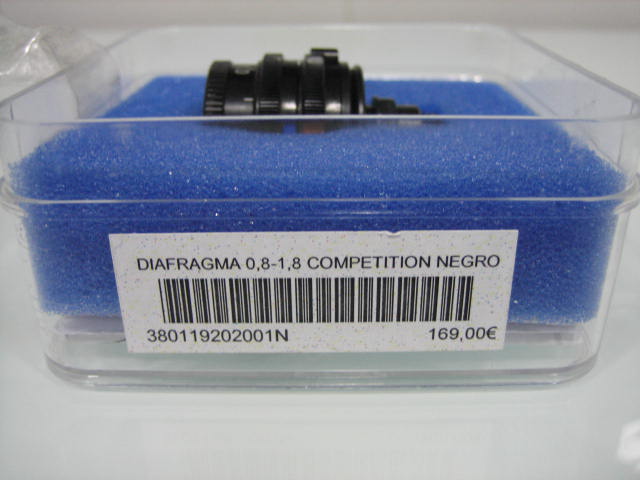 DIAFRAGMA 0,8-1,8 COMPETITION NEGRO
380119202001N 169,00€